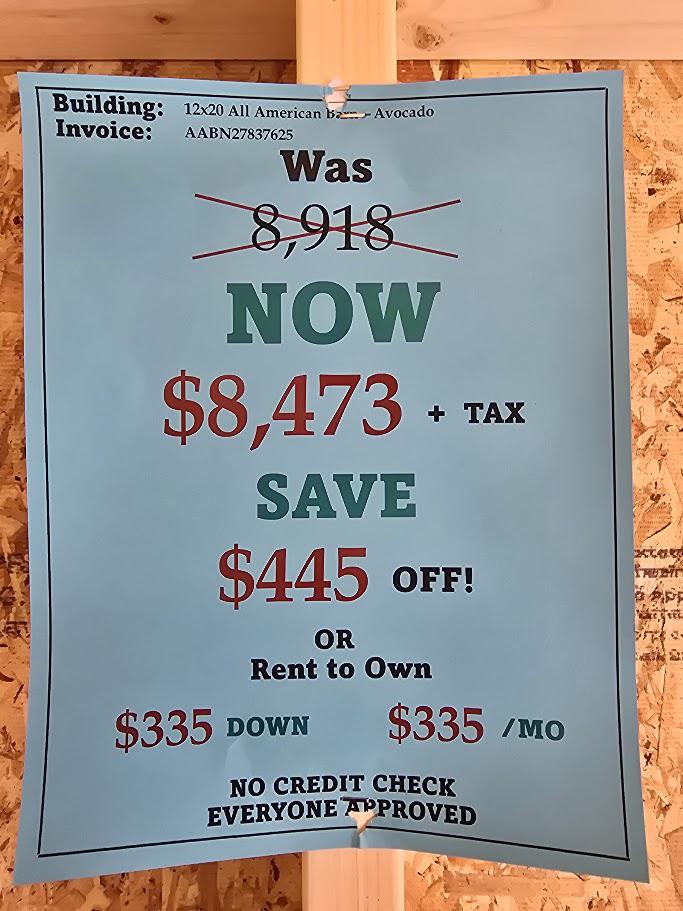 Building: 12x20 All American - Avocado
Invoice: AABN27837625
Was
8,918
NOW
$8,473 + TAX
SAVE
$445 OFF!
OR
Rent to Own
$335 DOWN $335 /MO
NO CREDIT CHECK
EVERYONE APPROVED